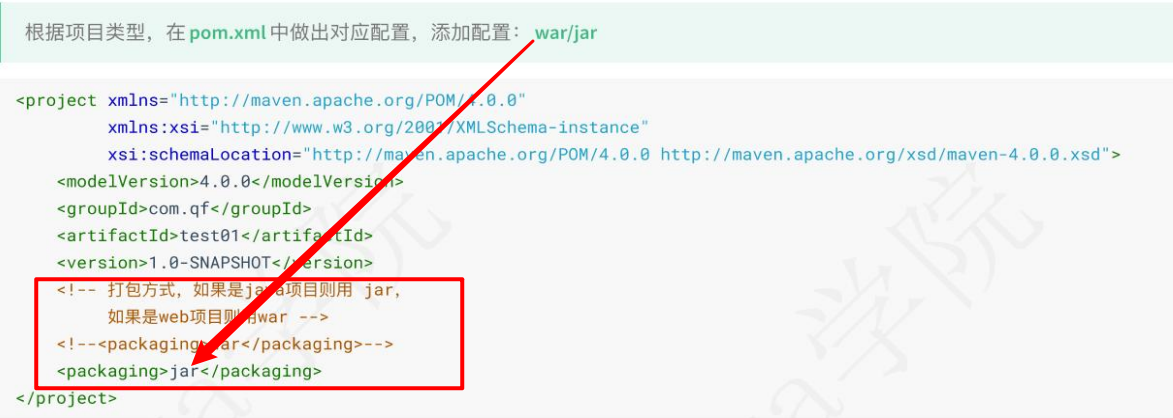 根据项目类型，在 pom.xml 中做出对应配置，添加配置： war/jar
<project xmlns="http://maven.apache.org/POM/4.0.0"
xmlns:xsi="http://www.w3.org/2001/XMLSchema-instance"
xsi:schemaLocation="http://maven.apache.org/POM/4.0.0 http://maven.apache.org/xsd/maven-4.0.0.xsd">
<modelVersion>4.0.0</modelVersion>
<groupId>com.qf</groupId>
<artifactId>test01</artifactId>
<version>1.0-SNAPSHOT</version>
<!-- 打包方式，如果是java项目则用 jar，
如果是web项目则用war -->
<!--<packaging>war</packaging>-->
<packaging>jar</packaging>
</project>